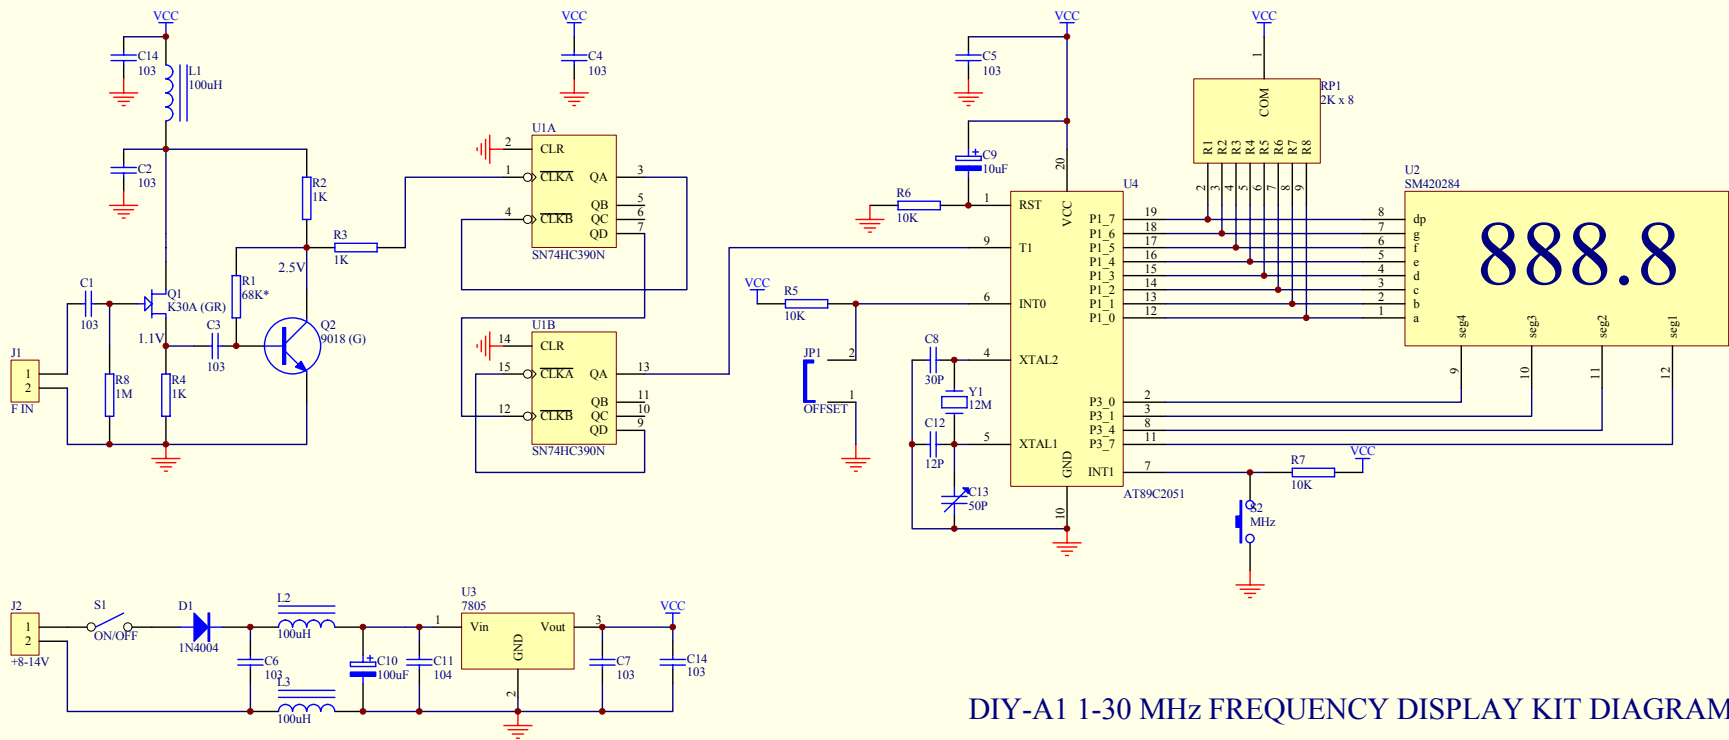 VCC
C14
103
L1
100uH
C2
103
R2
1K
R3
1K
2.5V
R1
68K*
C1
103
Q1
K30A (GR)
1.1V
C3
103
Q2
9018 (G)
J1
1
2
F IN
R8
1M
R4
1K
VCC
C4
103
U1A
2 CLR
1 CLKA QA 3
QB 5
4 CLKB QC 6
QD 7
SN74HC390N
U1B
14 CLR
15 CLKA QA 13
QB 11
12 CLKB QC 10
QD 9
SN74HC390N
VCC
C5
103
C9
+
10uF
R6
10K
VCC
R5
10K
JP1
2
1
OFFSET
C8
30P
Y1
12M
C12
12P
C13
50P
U4
20
VCC
1 RST
9 T1
6 INT0
4 XTAL2
5 XTAL1
GND
10
P1_7 19
P1_6 18
P1_5 17
P1_4 16
P1_3 15
P1_2 14
P1_1 13
P1_0 12
P3_0 2
P3_1 3
P3_4 8
P3_7 11
INT1 7
AT89C2051
VCC
1
RP1
2K x 8
COM
R1 R2 R3 R4 R5 R6 R7 R8
2 3 4 5 6 7 8 9
U2
SM420284
8 dp
7 g
6 f
5 e
4 d
3 c
2 b
1 a
888.8
seg4 seg3 seg2 seg1
9 10 11 12
VCC
R7
10K
S2
MHz
J2
1
2
+8-14V
S1
ON/OFF
D1
1N4004
L2
100uH
C6
103
L3
100uH
C10
+
100uF
C11
104
U3
7805
1 Vin Vout 3
GND
2
C7
103
VCC
C14
103
DIY-A1 1-30 MHz FREQUENCY DISPLAY KIT DIAGRAM